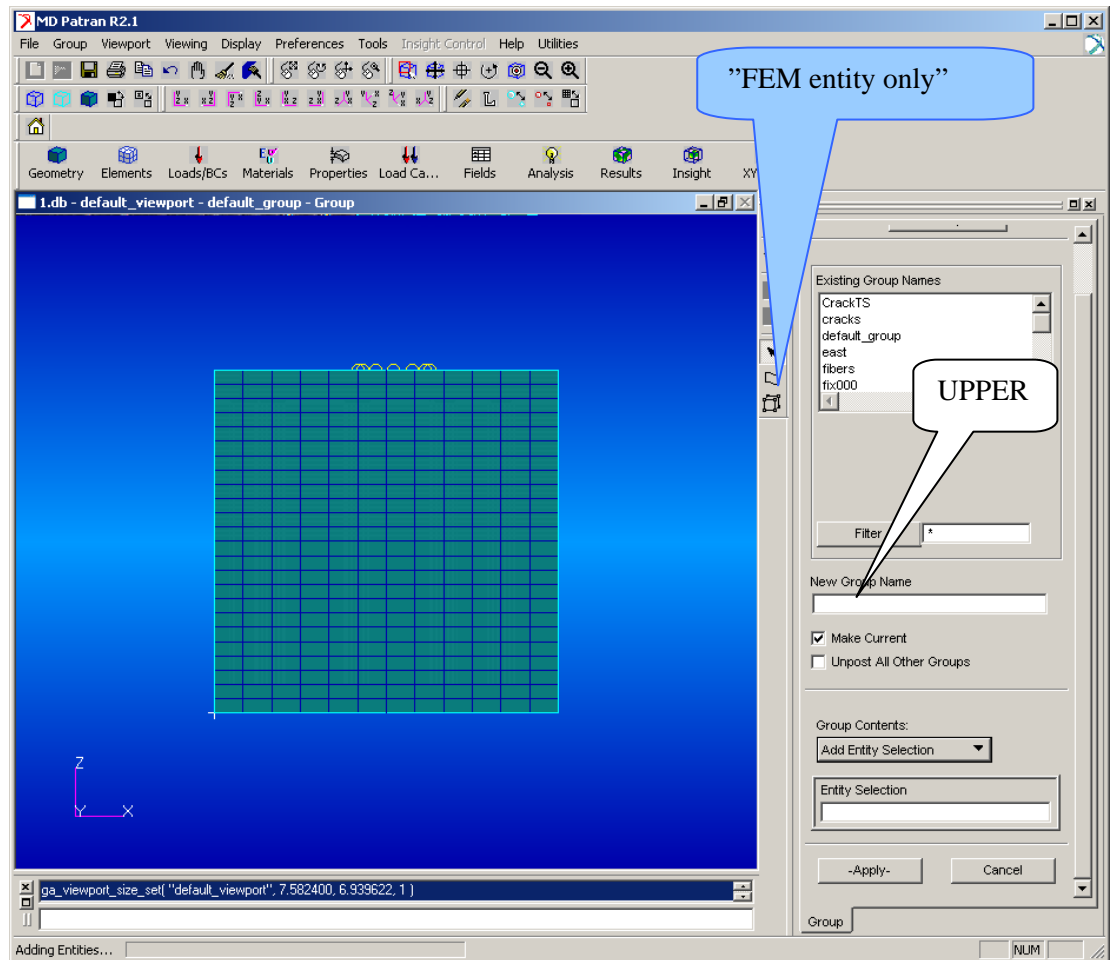 MD Patran R2.1
File Group Viewport Viewing Display Preferences Tools Insight Control Help Utilities
”FEM entity only”
Geometry Elements Loads/BCs Materials Properties Load Ca... Fields Analysis Results Insight XY
1.db - default_viewport - default_group - Group
Existing Group Names
CrackTS
cracks
default_group
east
fibers
fix000
UPPER
Filter *
New Group Name
Make Current
Unpost All Other Groups
Group Contents:
Add Entity Selection
Entity Selection
Z
Y X
-Apply- Cancel
ga_viewport_size_set( "default_viewport", 7.582400, 6.939622, 1 )
Group
Adding Entities... NUM